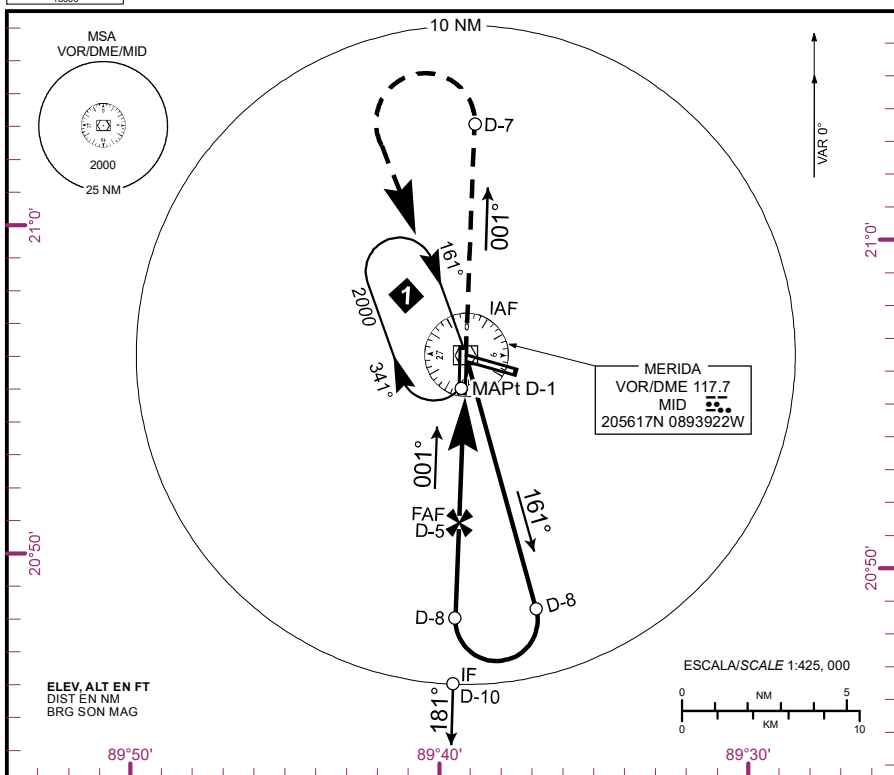 10 NM
MSA
VOR/DME/MID
2000
25 NM
D-7
VAR 0°
001°
21°0'
21°0'
161°
1
2000
IAF
27
9
341°
MERIDA
VOR/DME 117.7
MID
205617N 0893922W
MAPt D-1
001°
161°
FAF
D-5
20°50'
20°50'
D-8
D-8
IF
D-10
181°
ESCALA/SCALE 1:425, 000
0 NM 5
0 KM 10
ELEV, ALT EN FT
DIST EN NM
BRG SON MAG
89°50'
89°40'
89°30'